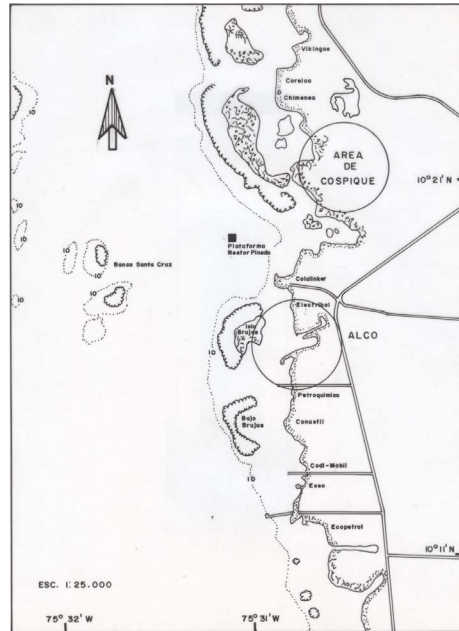 Vikingos
N
Corelca
Chimenea
10
AREA
DE
COSPIQUE
10° 21' N
10
Plataforma
Nestor Pineda
Banco Santa Cruz
10
10
10
Electribol
ALCO
Isla
Brujas
10
Petroquimica
Bajo
Brujas
Conastil
10
Codi-Mobil
Esso
Ecopetrol
10° 11' N
ESC. 1: 25.000
75° 32' W
75° 31' W